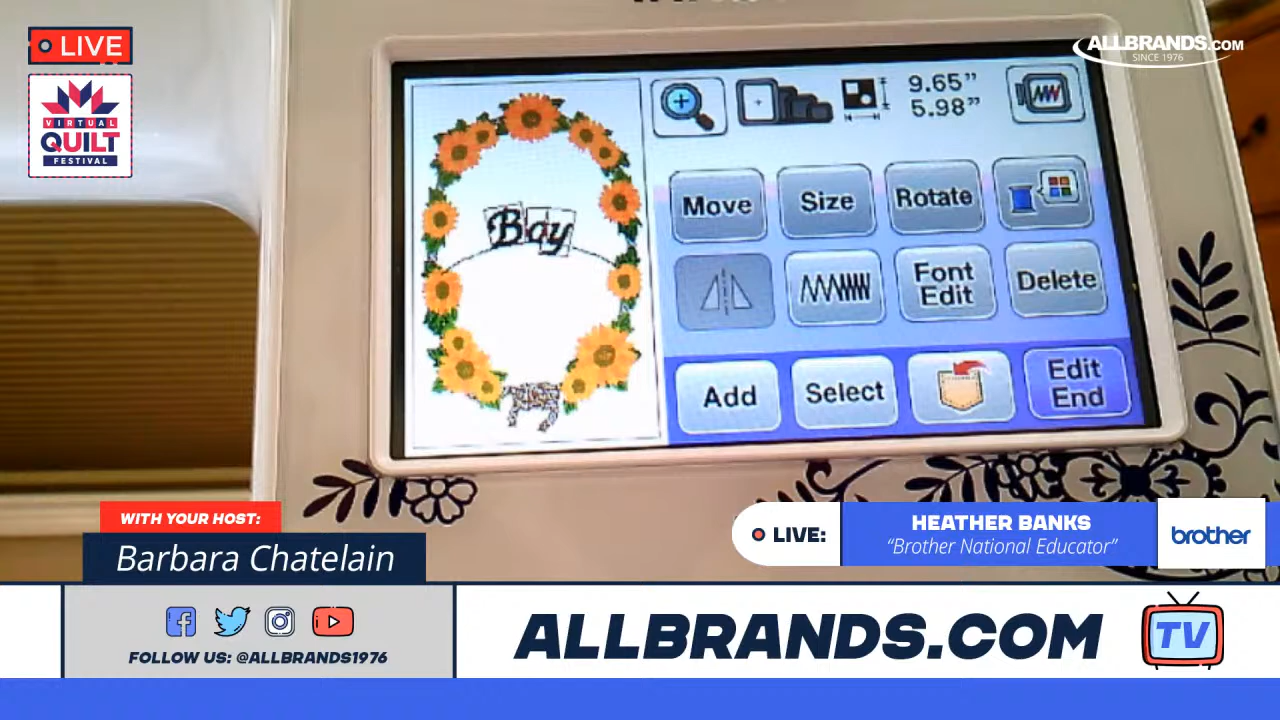 LIVE
VIRTUAL
QUILT
FESTIVAL
ALLBRANDS.COM
SINCE 1976
9.65"
5.98"
Bay
Move
Size
Rotate
Font
Edit
Delete
Add
Select
Edit
End
WITH YOUR HOST:
Barbara Chatelain
LIVE:
HEATHER BANKS
“Brother National Educator”
brother
FOLLOW US: @ALLBRANDS1976
ALLBRANDS.COM
TV